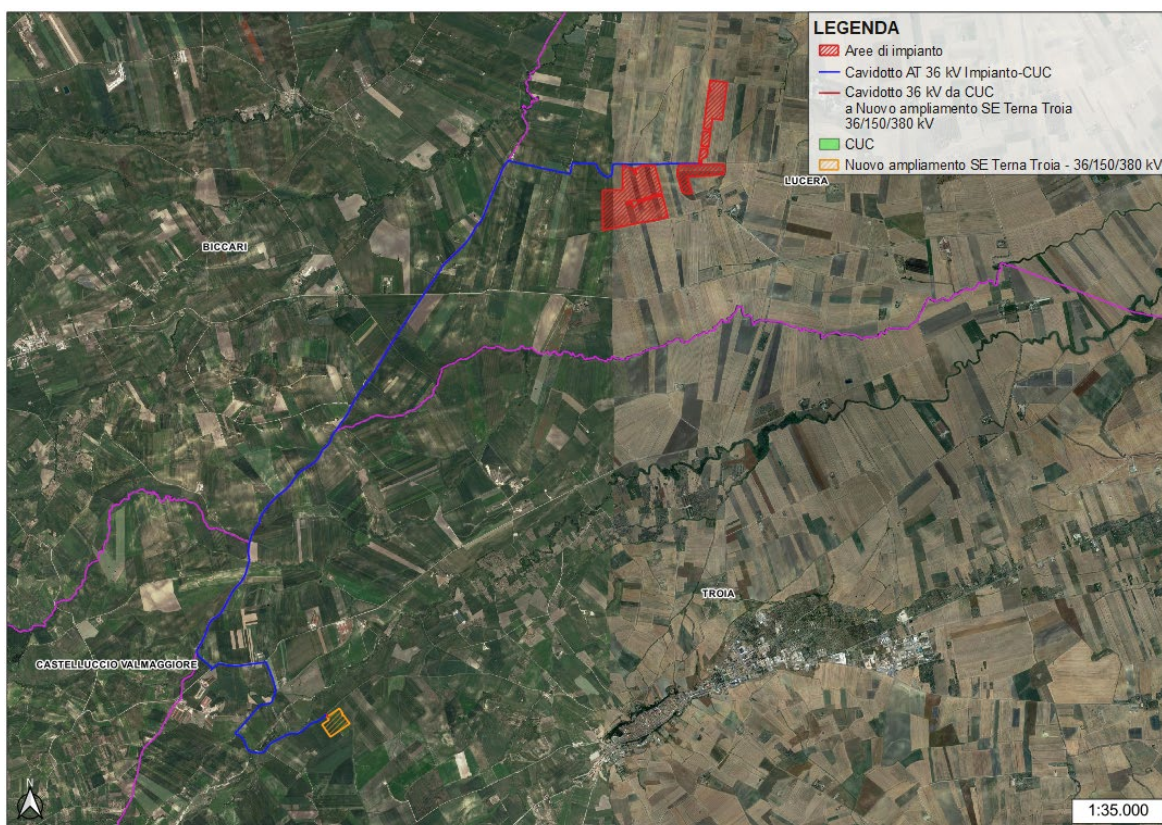 LEGENDA
Aree di impianto
Cavidotto AT 36 kV Impianto-CUC
Cavidotto 36 kV da CUC
a Nuovo ampliamento SE Terna Troia
36/150/380 kV
CUC
Nuovo ampliamento SE Terna Troia - 36/150/380 kV
LUCERA
BICCARI
TROIA
CASTELLUCCIO VALMAGGIORE
N
1:35.000